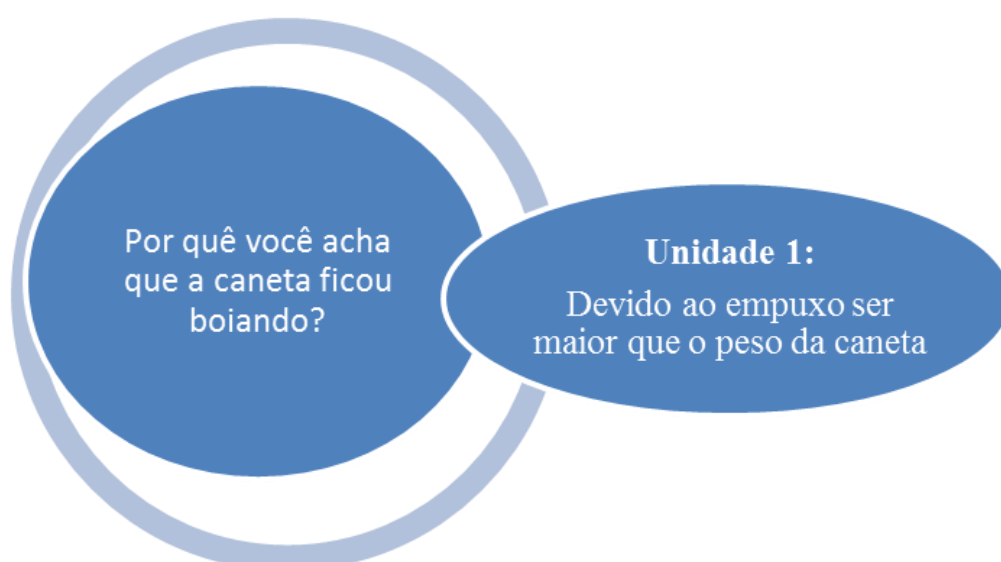 Por quê você acha
que a caneta ficou
boiando?
Unidade 1:
Devido ao empuxo ser
maior que o peso da caneta